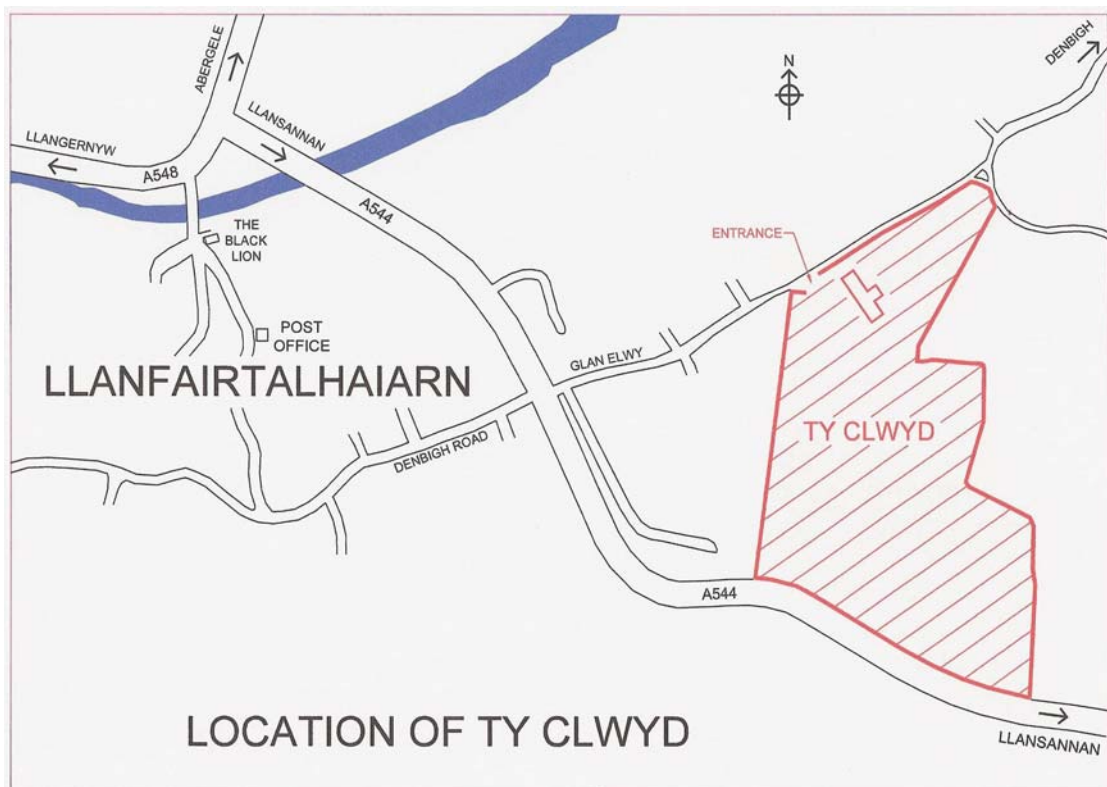 ABERGELE
N
DENBIGH
LLANGERNYW
LLANSANNAN
A548
A544
THE
BLACK
LION
ENTRANCE
POST
OFFICE
GLAN ELWY
LLANFAIRTALHAIARN
TY CLWYD
DENBIGH ROAD
A544
LOCATION OF TY CLWYD
LLANSANNAN